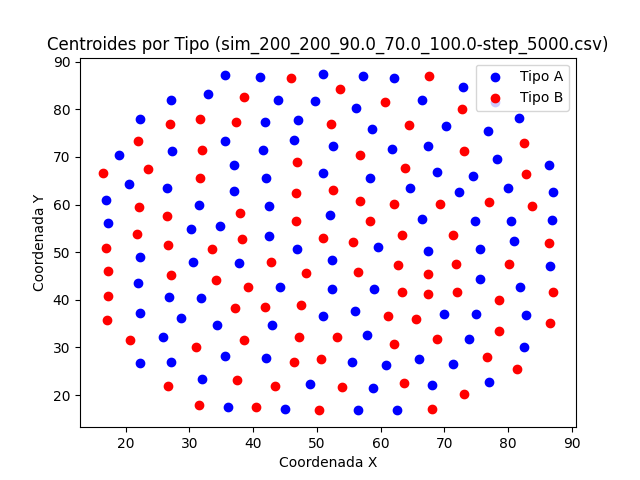 Centroides por Tipo (sim_200_200_90.0_70.0_100.0-step_5000.csv)
90
80
70
60
50
40
30
20
Coordenada Y
Tipo A
Tipo B
20 30 40 50 60 70 80 90
Coordenada X